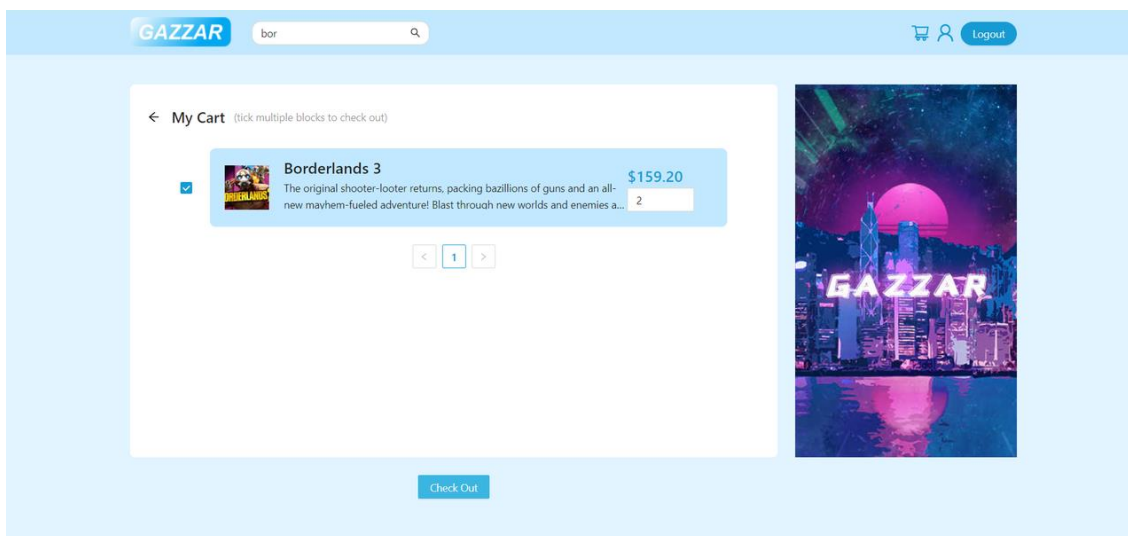 GAZZAR
bor
Logout
My Cart (tick multiple blocks to check out)
BORDERLANDS
Borderlands 3
The original shooter-looter returns, packing bazillions of guns and an all-
new mayhem-fueled adventure! Blast through new worlds and enemies a...
$159.20
2
< 1 >
GAZZAR
Check Out